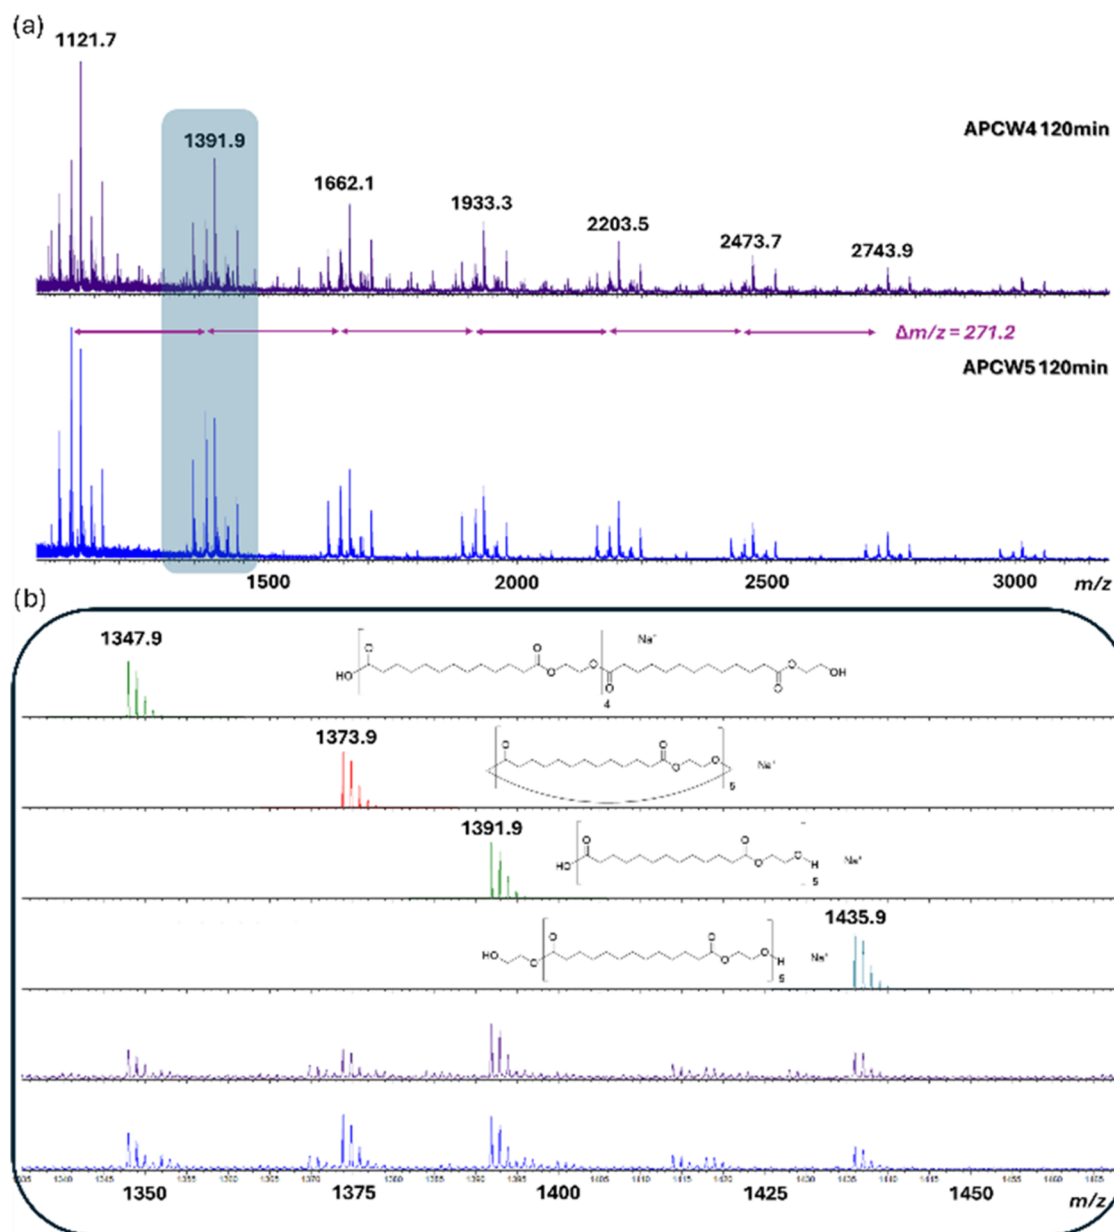 (a)
1121.7
APCW4 120min
1391.9
1662.1
1933.3
2203.5
2473.7
2743.9
Δm/z = 271.2
APCW5 120min
1500 2000 2500 3000 m/z
(b)
1347.9
O O O O Na⁺
HO O O O OH
4
1373.9
O O O Na⁺
O
5
1391.9
O O O H Na⁺
HO O
5
1435.9
HO O O O O H Na⁺
5
1350 1375 1400 1425 1450 m/z